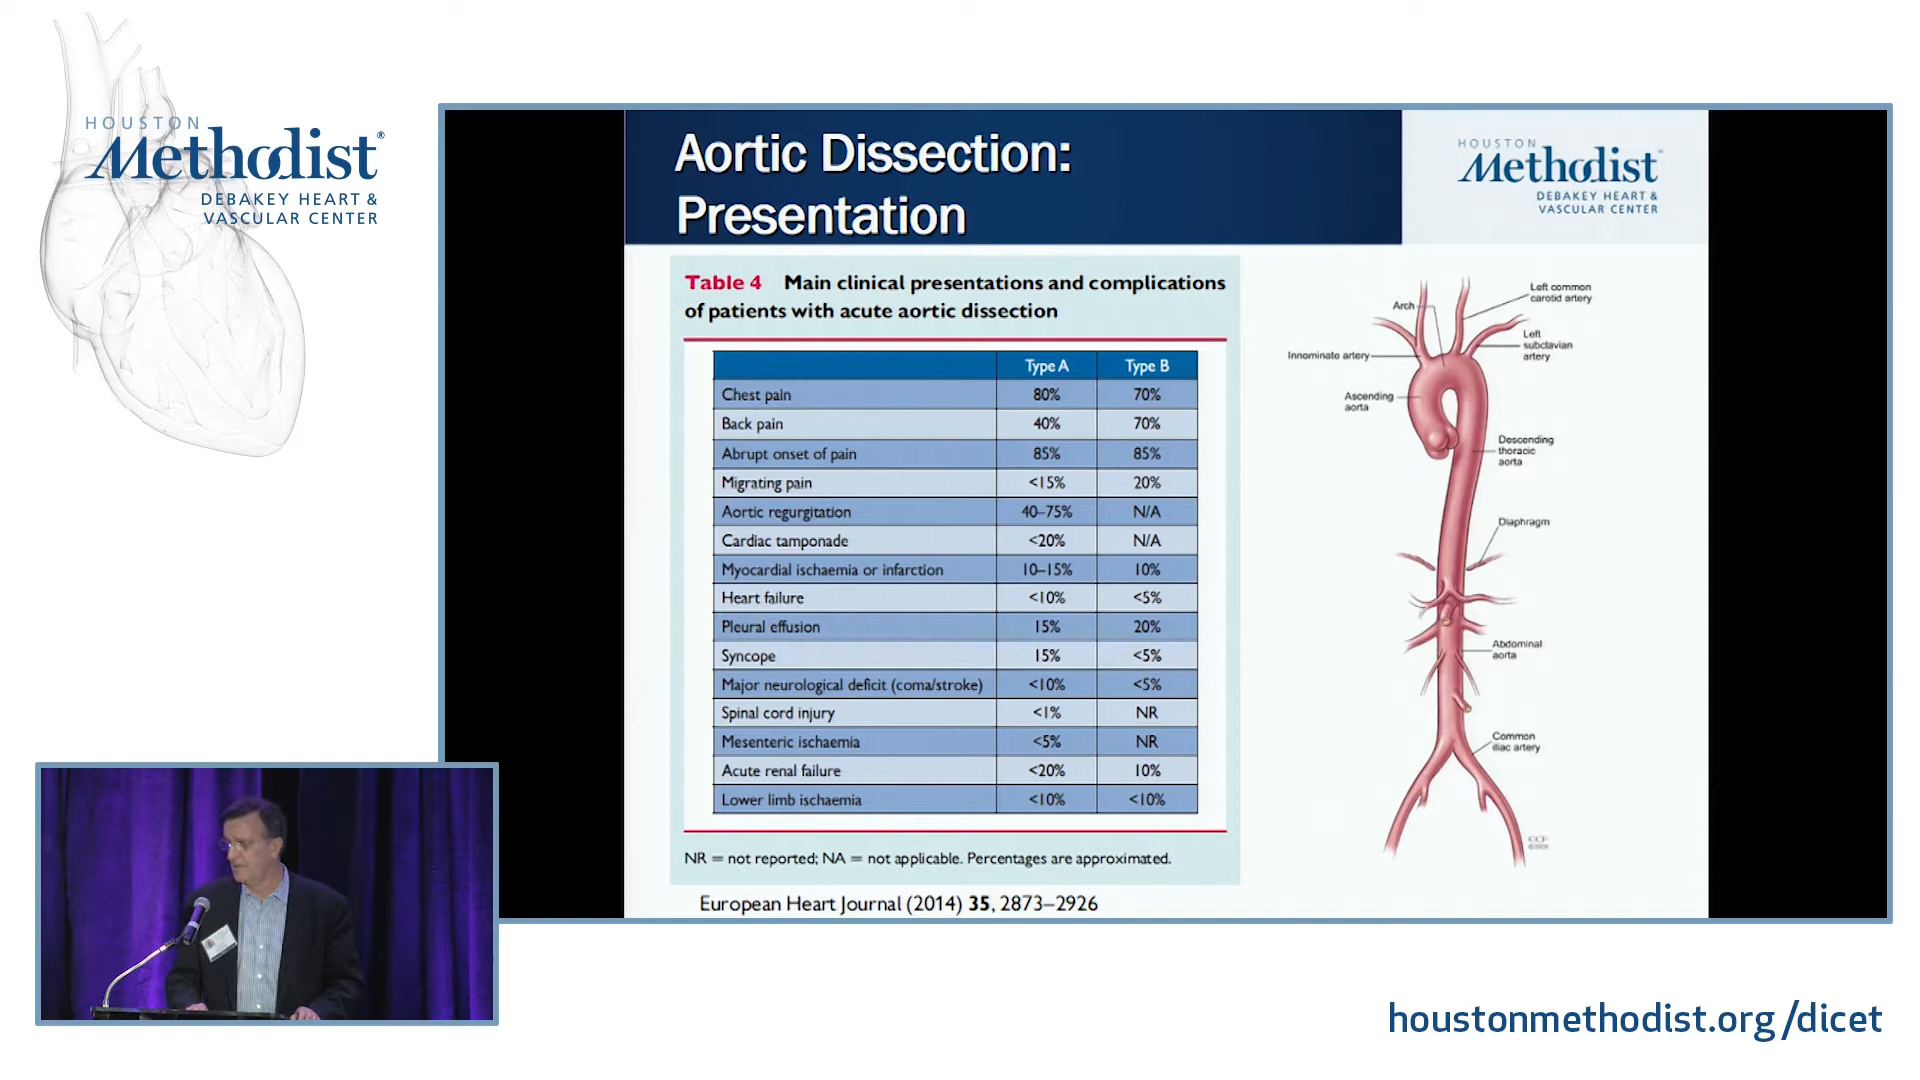 HOUSTON
Methodist®
DEBAKEY HEART &
VASCULAR CENTER
Aortic Dissection:
Presentation
HOUSTON
Methodist™
DEBAKEY HEART &
VASCULAR CENTER
Table 4 Main clinical presentations and complications
of patients with acute aortic dissection
Type A Type B
Chest pain 80% 70%
Back pain 40% 70%
Abrupt onset of pain 85% 85%
Migrating pain <15% 20%
Aortic regurgitation 40–75% N/A
Cardiac tamponade <20% N/A
Myocardial ischaemia or infarction 10–15% 10%
Heart failure <10% <5%
Pleural effusion 15% 20%
Syncope 15% <5%
Major neurological deficit (coma/stroke) <10% <5%
Spinal cord injury <1% NR
Mesenteric ischaemia <5% NR
Acute renal failure <20% 10%
Lower limb ischaemia <10% <10%
NR = not reported; NA = not applicable. Percentages are approximated.
European Heart Journal (2014) 35, 2873–2926
Left common
carotid artery
Arch
Left
subclavian
artery
Innominate artery
Ascending
aorta
Descending
thoracic
aorta
Diaphragm
Abdominal
aorta
Common
iliac artery
CCF
houstonmethodist.org/dicet